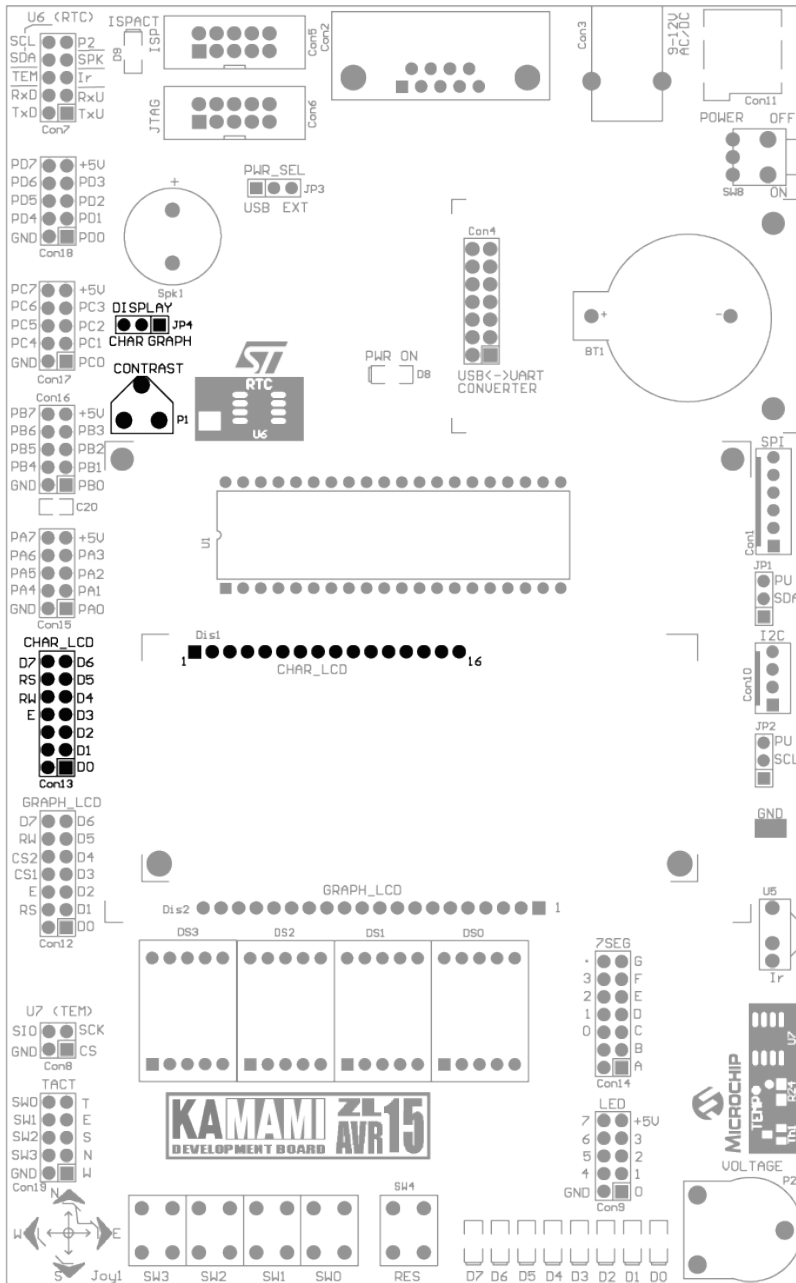 U6 (RTC)
SCL P2
SDA SPK
TEM Ir
RxD RxU
TxD TxU
Con7
ISPACT
D9
ISP
Con5
JTAG
Con6
Con2
Con3
9-12V
AC/DC
Con11
POWER OFF
SW8 ON
PD7 +5V
PD6 PD3
PD5 PD2
PD4 PD1
GND PD0
Con18
+
Spk1
PWR_SEL
JP3
USB EXT
Con4
USB<->UART
CONVERTER
+ -
BT1
PC7 +5V
PC6 PC3
PC5 PC2
PC4 PC1
GND PC0
Con17
DISPLAY
JP4
CHAR GRAPH
CONTRAST
P1
ST
RTC
U6
PWR ON
D8
Con16
PB7 +5V
PB6 PB3
PB5 PB2
PB4 PB1
GND PB0
C20
SPI
Con1
U1
PA7 +5V
PA6 PA3
PA5 PA2
PA4 PA1
GND PA0
Con15
JP1
PU
SDA
I2C
Con10
JP2
PU
SCL
GND
CHAR_LCD
D7 D6
RS D5
RW D4
E D3
D2
D1
D0
Con13
Dis1
1 16
CHAR_LCD
GRAPH_LCD
D7 D6
RW D5
CS2 D4
CS1 D3
E D2
RS D1
D0
Con12
GRAPH_LCD
Dis2 1
DS3 DS2 DS1 DS0
7SEG
. G
3 F
2 E
1 D
0 C
B
A
Con14
U5
Ir
U7 (TEM)
SIO SCK
GND CS
Con8
TACT
SW0 T
SW1 E
SW2 S
SW3 N
GND W
Con19
KAMAMI
DEVELOPMENT BOARD
ZL
AVR 15
LED
7 +5V
6 3
5 2
4 1
GND 0
Con9
MICROCHIP
TEMP
U7
R24
Th1
VOLTAGE
P2
N
W E
S
Joy1
SW3 SW2 SW1 SW0
SW4
RES
D7 D6 D5 D4 D3 D2 D1 D0